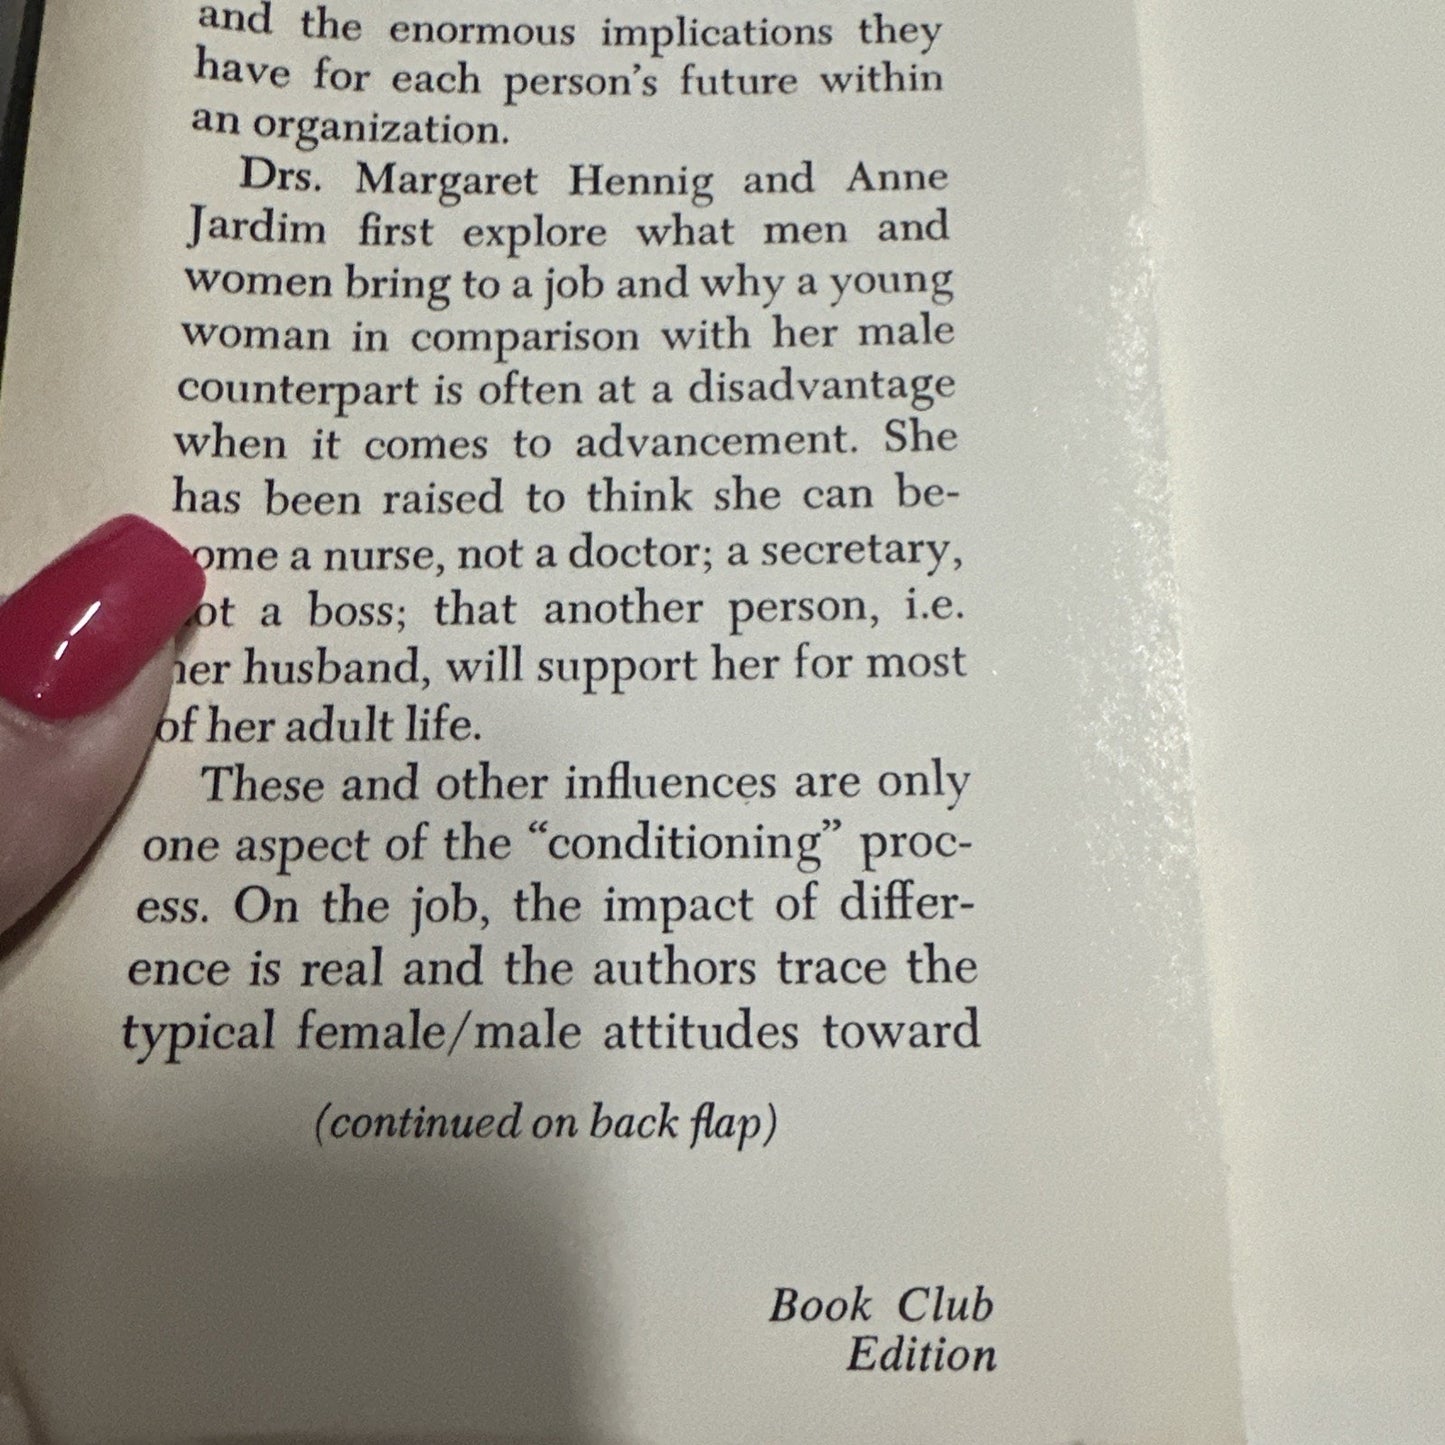 and the enormous implications they
have for each person's future within
an organization.
Drs. Margaret Hennig and Anne
Jardim first explore what men and
women bring to a job and why a young
woman in comparison with her male
counterpart is often at a disadvantage
when it comes to advancement. She
has been raised to think she can be-
ome a nurse, not a doctor; a secretary,
ot a boss; that another person, i.e.
her husband, will support her for most
of her adult life.
These and other influences are only
one aspect of the "conditioning" proc-
ess. On the job, the impact of differ-
ence is real and the authors trace the
typical female/male attitudes toward
(continued on back flap)
Book Club
Edition